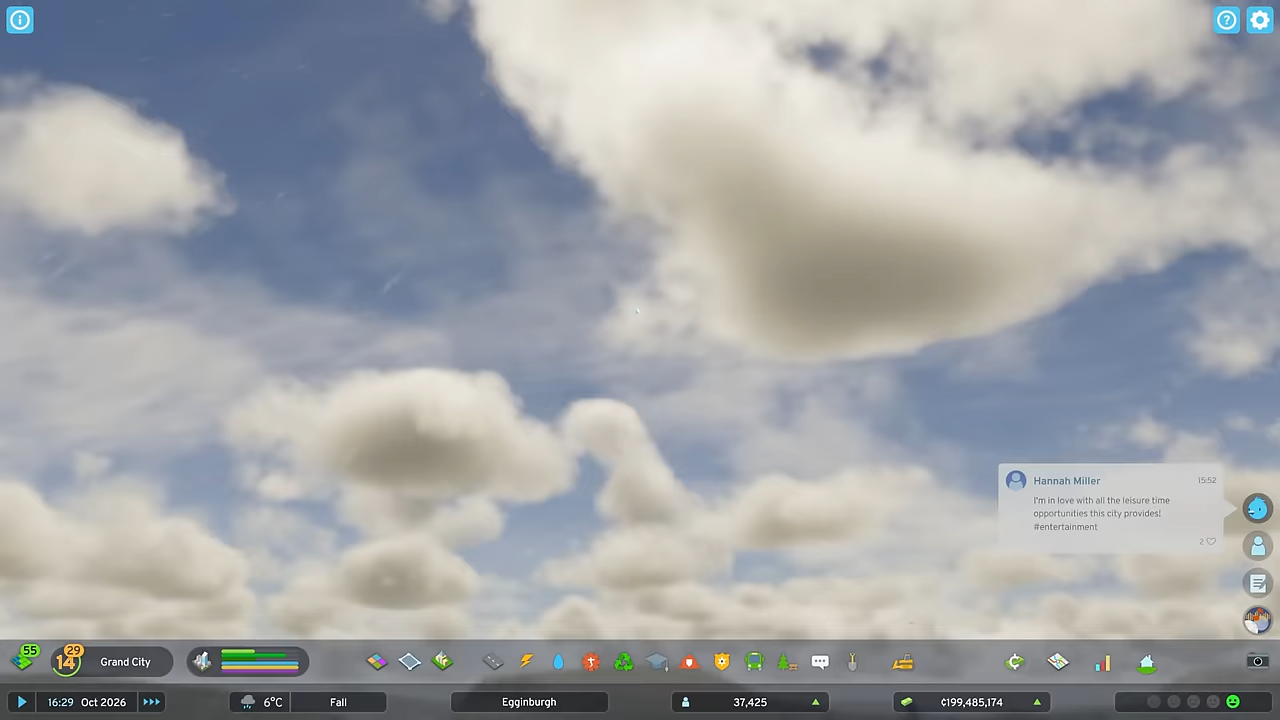 Hannah Miller 15:52
I'm in love with all the leisure time
opportunities this city provides!
#entertainment
2
55
14 29 Grand City
16:29 Oct 2026
6°C Fall
Egginburgh
37,425
¢199,485,174